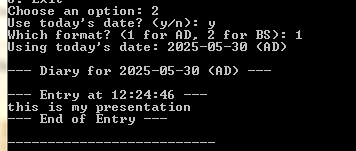 0. Exit
Choose an option: 2
Use today's date? (y/n): y
Which format? (1 for AD, 2 for BS): 1
Using today's date: 2025-05-30 (AD)
--- Diary for 2025-05-30 (AD) ---
--- Entry at 12:24:46 ---
this is my presentation
--- End of Entry ---
--------------------------